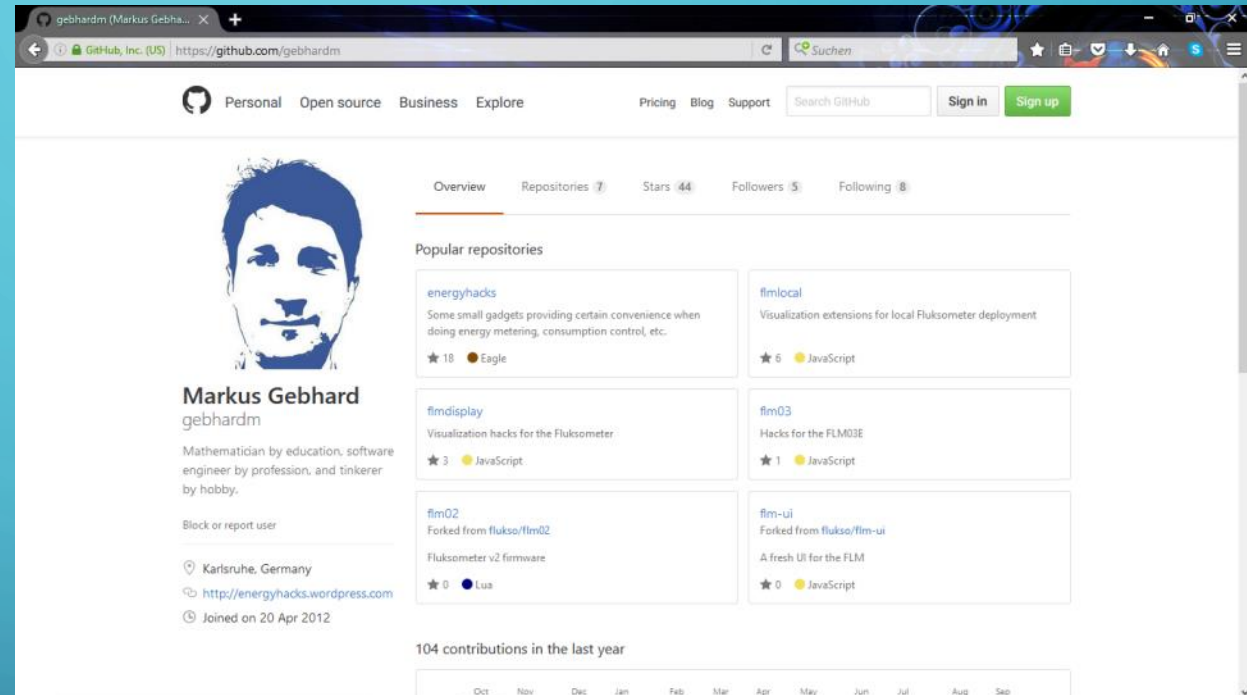 gebhardm (Markus Gebha...
GitHub, Inc. (US) https://github.com/gebhardm
Suchen
Personal Open source Business Explore Pricing Blog Support Search GitHub Sign in Sign up
Overview Repositories 7 Stars 44 Followers 5 Following 8
Popular repositories
energyhacks
Some small gadgets providing certain convenience when
doing energy metering, consumption control, etc.
18 Eagle
flmlocal
Visualization extensions for local Fluksometer deployment
6 JavaScript
flmdisplay
Visualization hacks for the Fluksometer
3 JavaScript
flm03
Hacks for the FLM03E
1 JavaScript
flm02
Forked from flukso/flm02
Fluksometer v2 firmware
0 Lua
flm-ui
Forked from flukso/flm-ui
A fresh UI for the FLM
0 JavaScript
Markus Gebhard
gebhardm
Mathematician by education, software
engineer by profession, and tinkerer
by hobby.
Block or report user
Karlsruhe, Germany
http://energyhacks.wordpress.com
Joined on 20 Apr 2012
104 contributions in the last year
Oct Nov Dec Jan Feb Mar Apr May Jun Jul Aug Sep